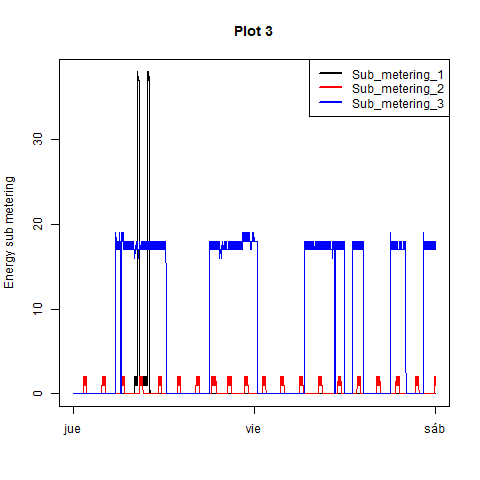 Plot 3
Sub_metering_1
Sub_metering_2
Sub_metering_3
Energy sub metering
30
20
10
0
jue vie sáb